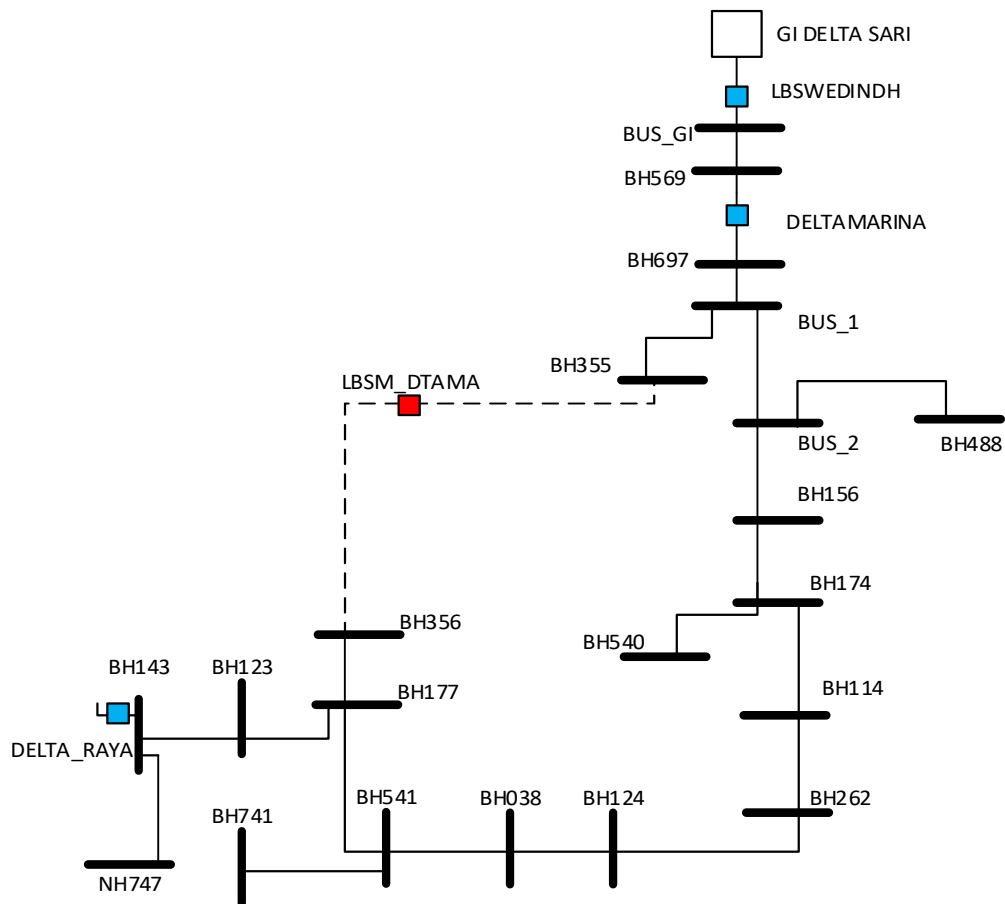 GI DELTA SARI
LBSWEDINDH
BUS_GI
BH569
DELTAMARINA
BH697
BUS_1
BH355
LBSM_DTAMA
BUS_2
BH488
BH156
BH174
BH356
BH540
BH143
BH123
BH177
BH114
DELTA_RAYA
BH541
BH038
BH124
BH262
BH741
NH747